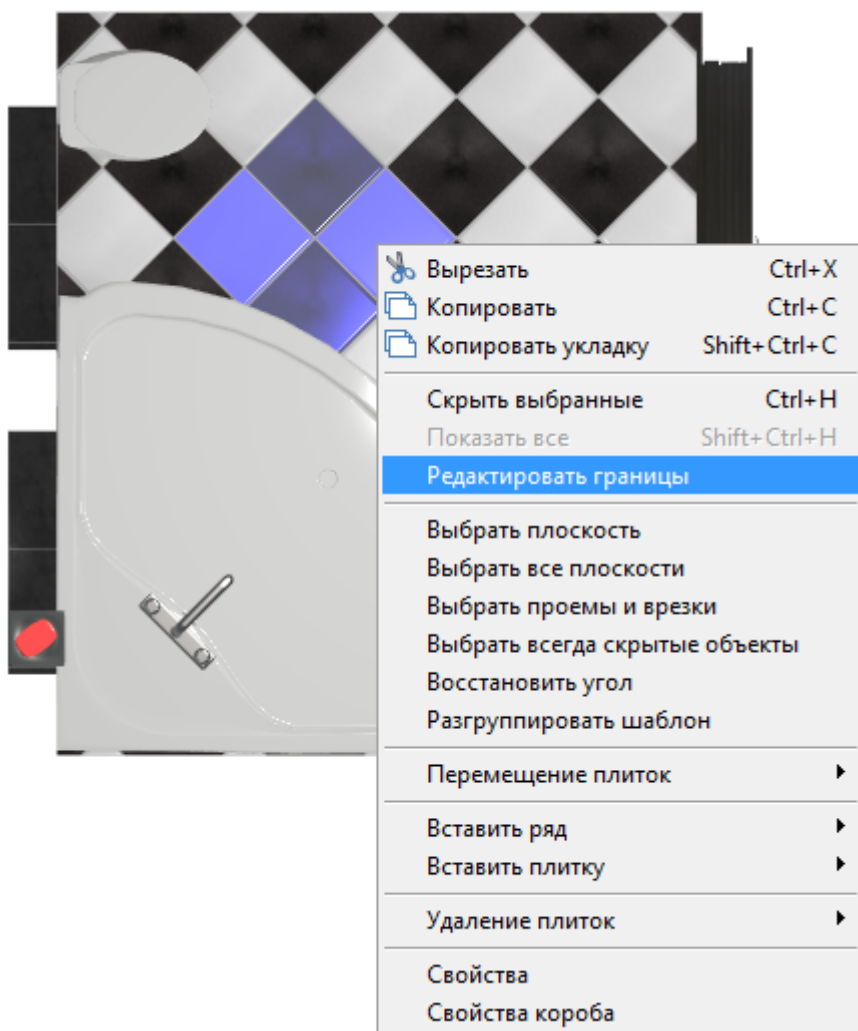 Вырезать Ctrl+X
Копировать Ctrl+C
Копировать укладку Shift+Ctrl+C
Скрыть выбранные Ctrl+H
Показать все Shift+Ctrl+H
Редактировать границы
Выбрать плоскость
Выбрать все плоскости
Выбрать проемы и врезки
Выбрать всегда скрытые объекты
Восстановить угол
Разгруппировать шаблон
Перемещение плиток
Вставить ряд
Вставить плитку
Удаление плиток
Свойства
Свойства короба